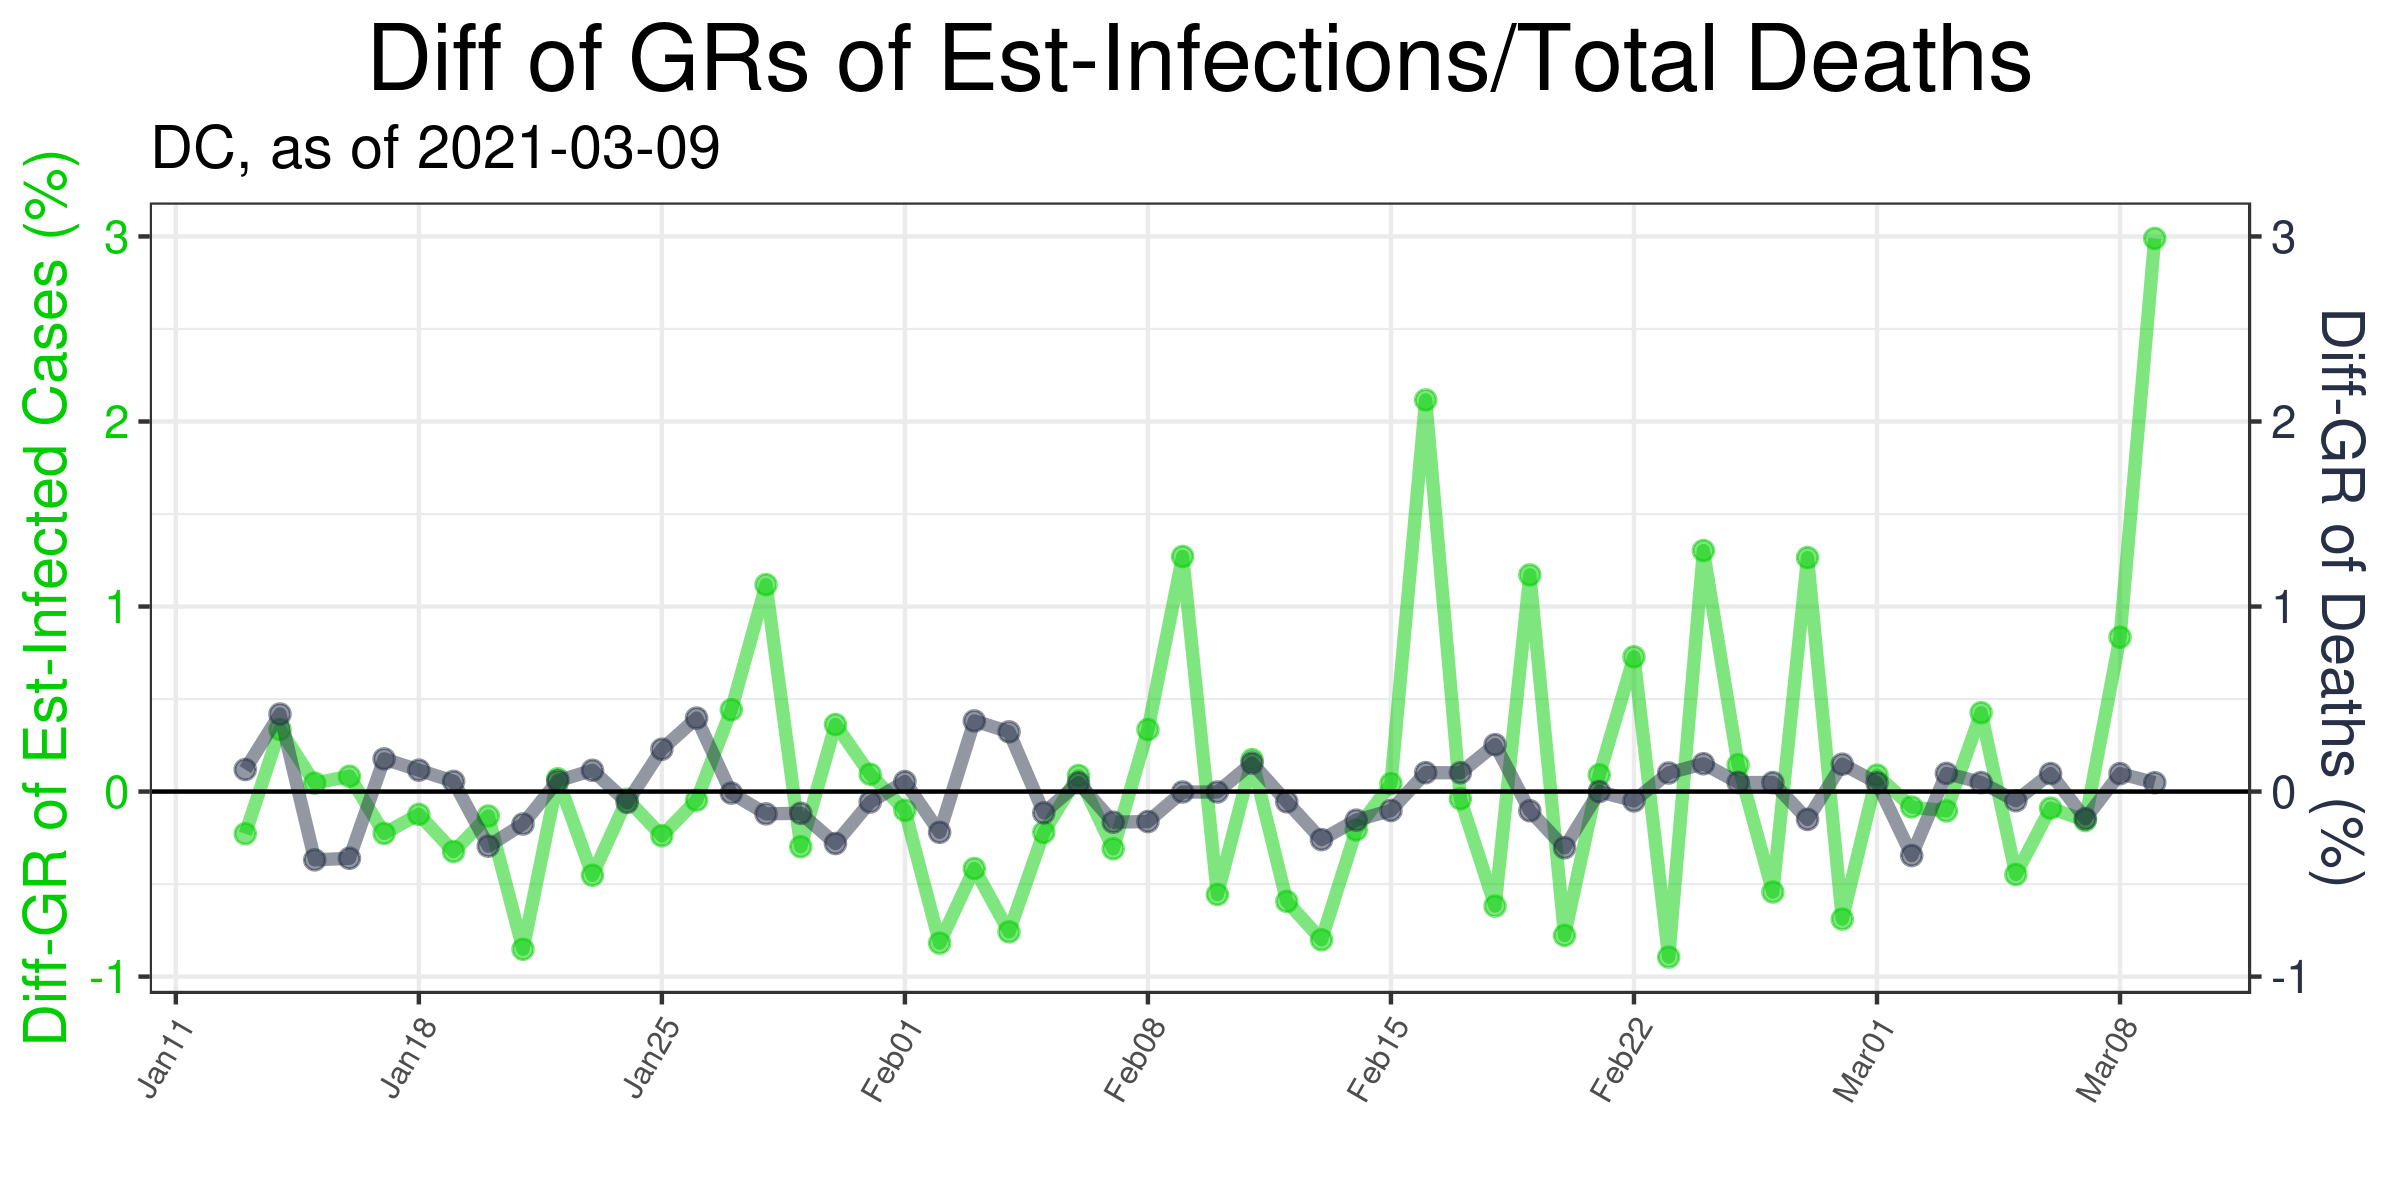 Diff of GRs of Est-Infections/Total Deaths
DC, as of 2021-03-09
Diff-GR of Est-Infected Cases (%)
3
2
1
0
-1
3
2
1
0
-1
Diff-GR of Deaths (%)
Jan11
Jan18
Jan25
Feb01
Feb08
Feb15
Feb22
Mar01
Mar08